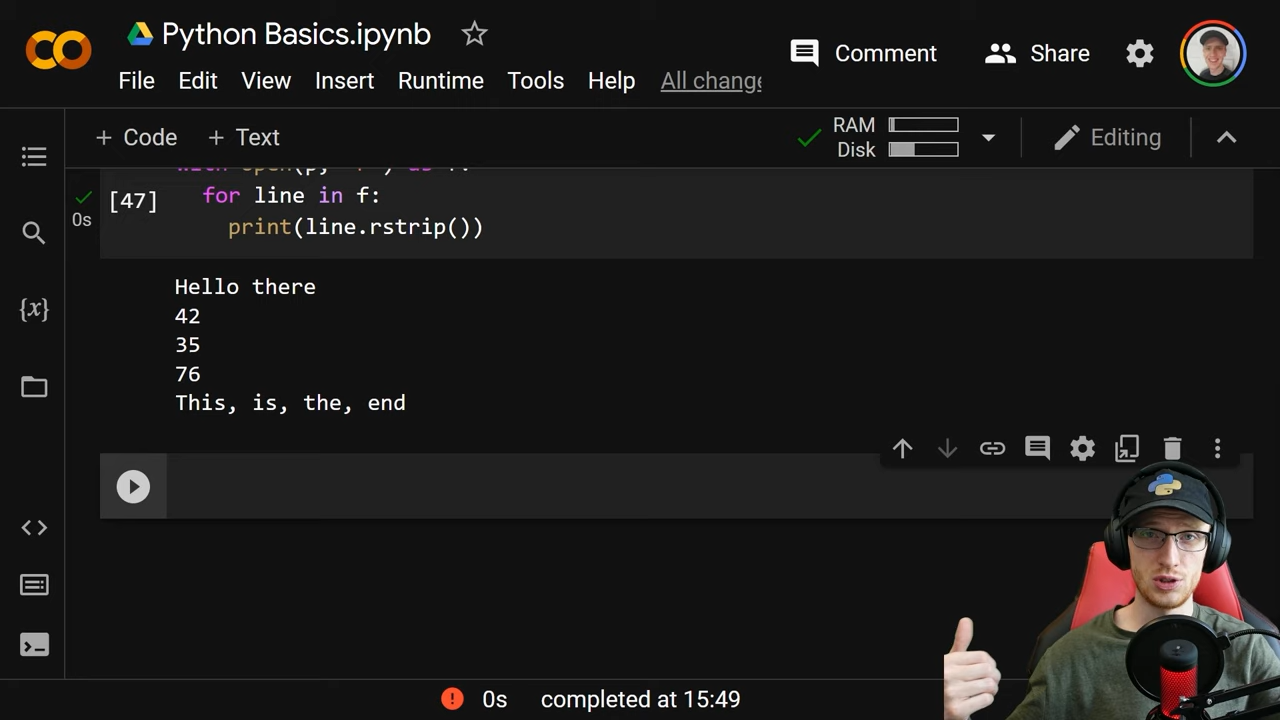 Python Basics.ipynb
Comment
Share
File Edit View Insert Runtime Tools Help All change
+ Code + Text
RAM
Disk
Editing
[47]
0s
for line in f:
print(line.rstrip())
Hello there
42
35
76
This, is, the, end
{x}
0s completed at 15:49